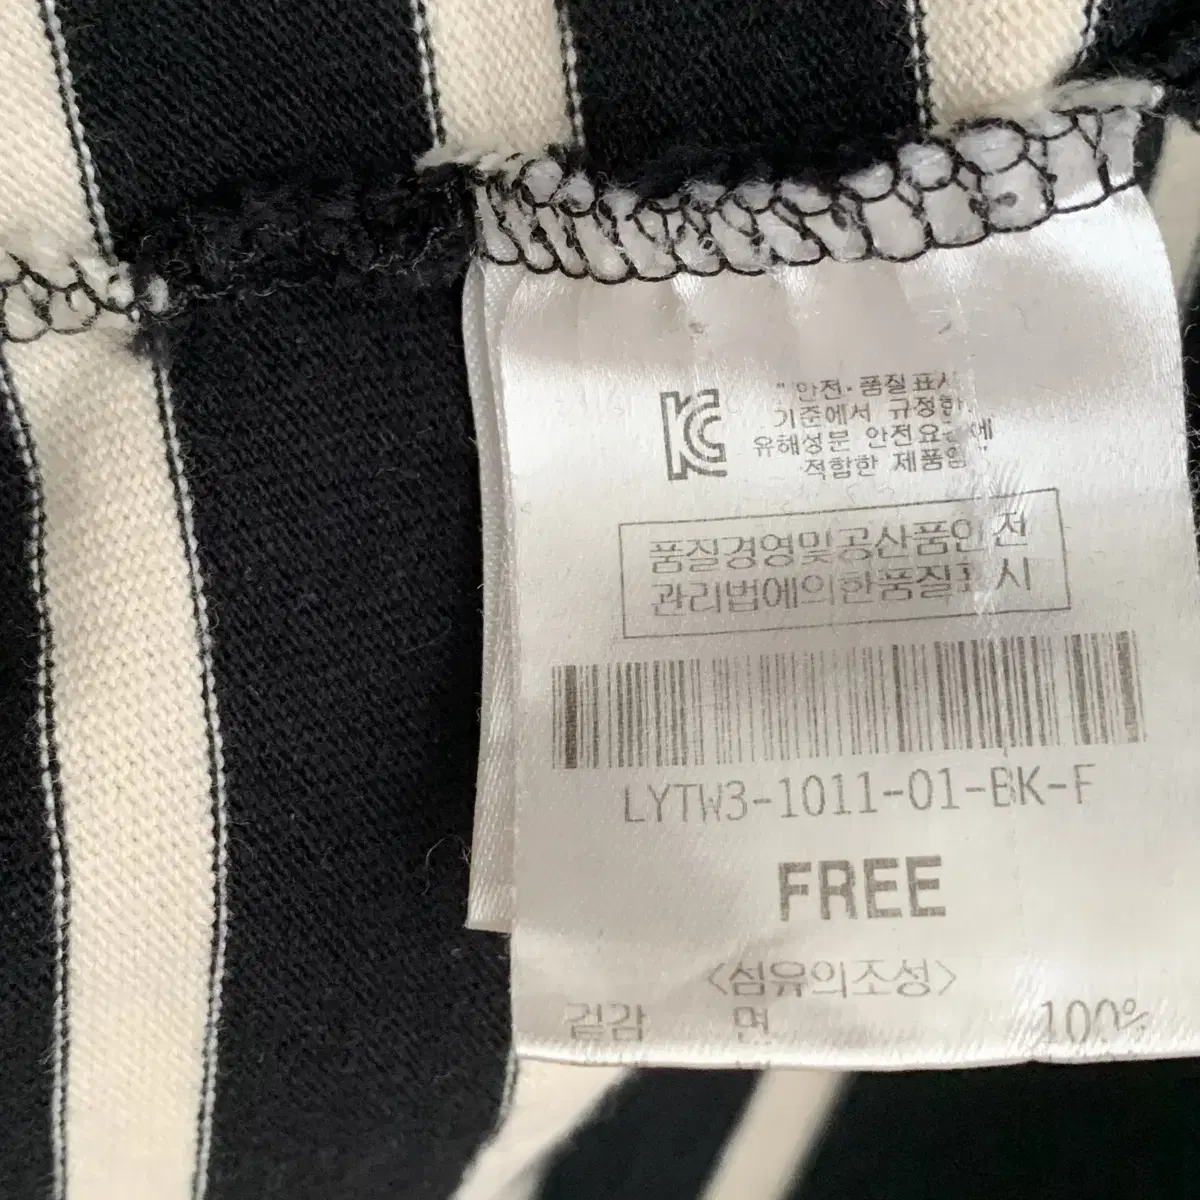 KC
" 안전·품질표시
기준에서 규정한
유해성분 안전요건에
적합한 제품임 "
품질경영및공산품안전
관리법에의한품질표시
LYTW3-1011-01-BK-F
FREE
<섬유의조성>
겉감 면 100%